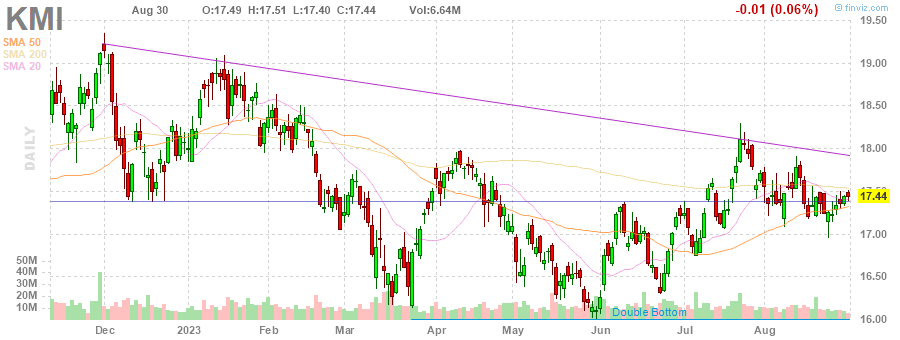 KMI Aug 30 O:17.49 H:17.51 L:17.40 C:17.44 Vol:6.64M -0.01 (0.06%) © finviz.com
SMA 50
SMA 200
SMA 20
DAILY
19.50
19.00
18.50
18.00
17.50
17.44
17.00
16.50
16.00
50M
40M
30M
20M
10M
Double Bottom
Dec 2023 Feb Mar Apr May Jun Jul Aug